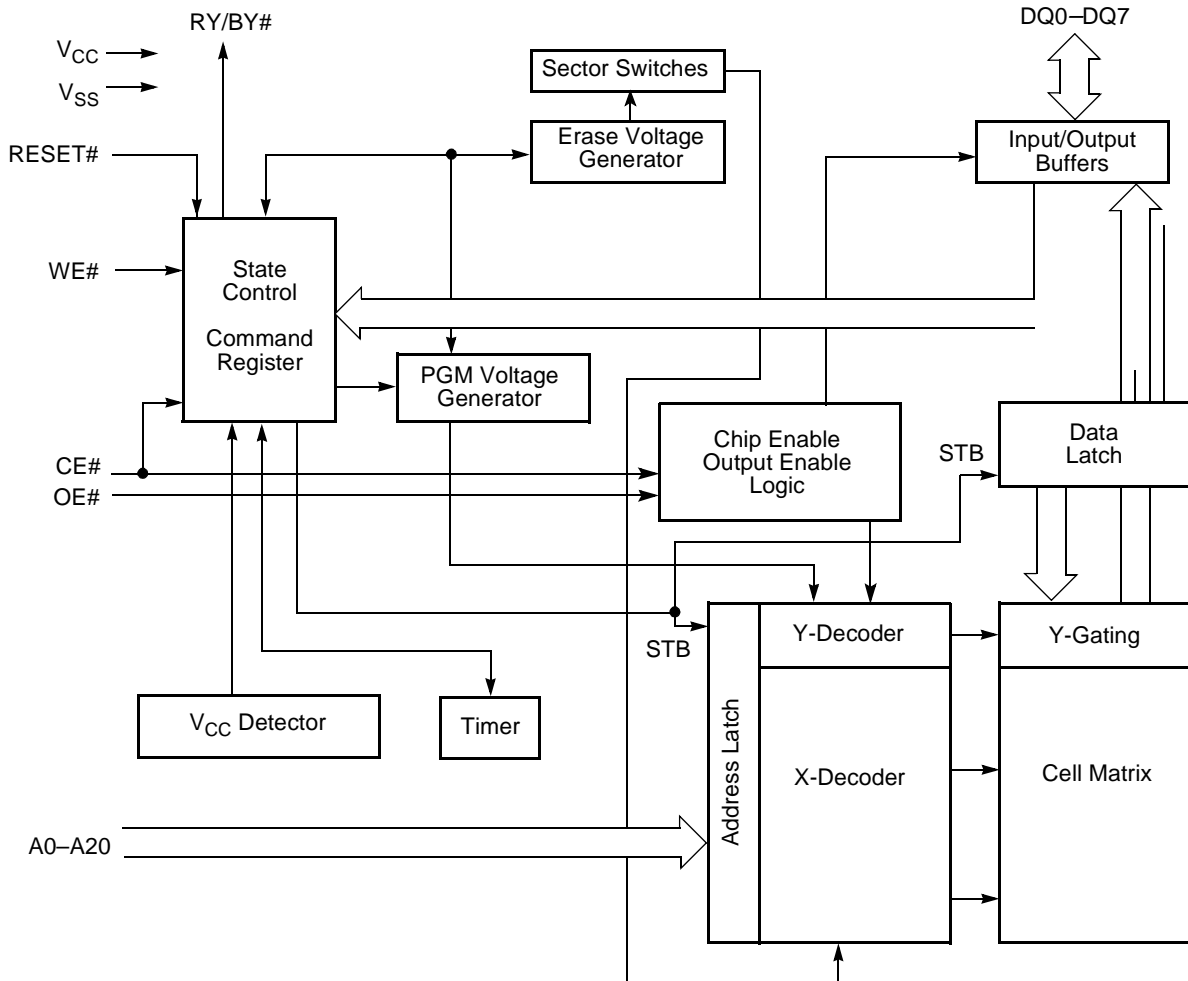 RY/BY#
DQ0–DQ7
VCC
VSS
Sector Switches
RESET#
Erase Voltage
Generator
Input/Output
Buffers
WE#
State
Control
Command
Register
PGM Voltage
Generator
Chip Enable
Output Enable
Logic
CE#
OE#
STB
Data
Latch
STB
Y-Decoder
Y-Gating
VCC Detector
Timer
Address Latch
X-Decoder
Cell Matrix
A0–A20